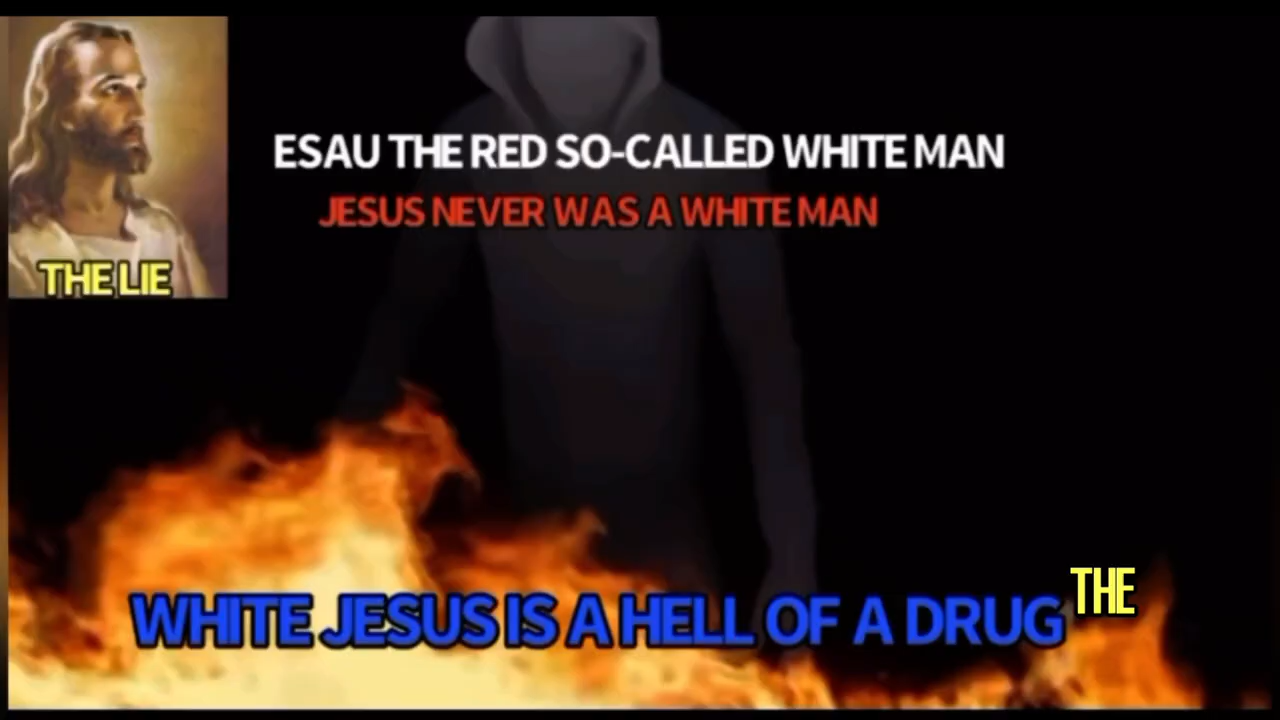 ESAU THE RED SO-CALLED WHITE MAN
JESUS NEVER WAS A WHITE MAN
THE LIE
WHITE JESUS IS A HELL OF A DRUG
THE